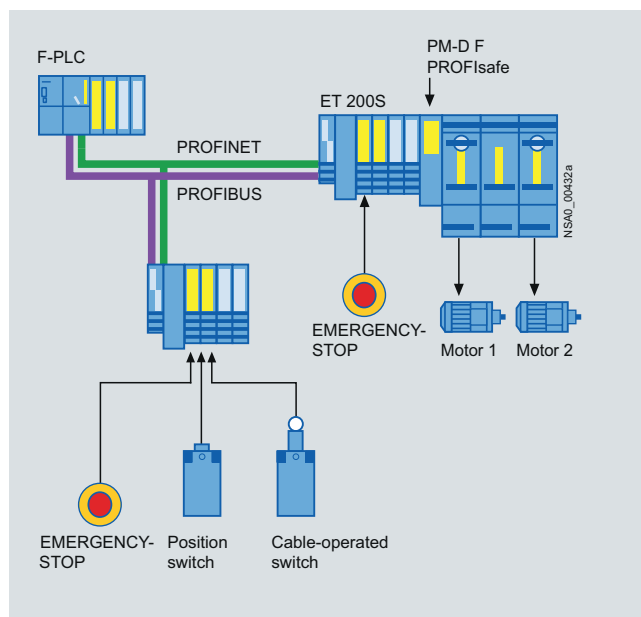 F-PLC
PM-D F
PROFIsafe
ET 200S
PROFINET
PROFIBUS
NSA0_00432a
EMERGENCY-
STOP
Motor 1
Motor 2
EMERGENCY-
STOP
Position
switch
Cable-operated
switch